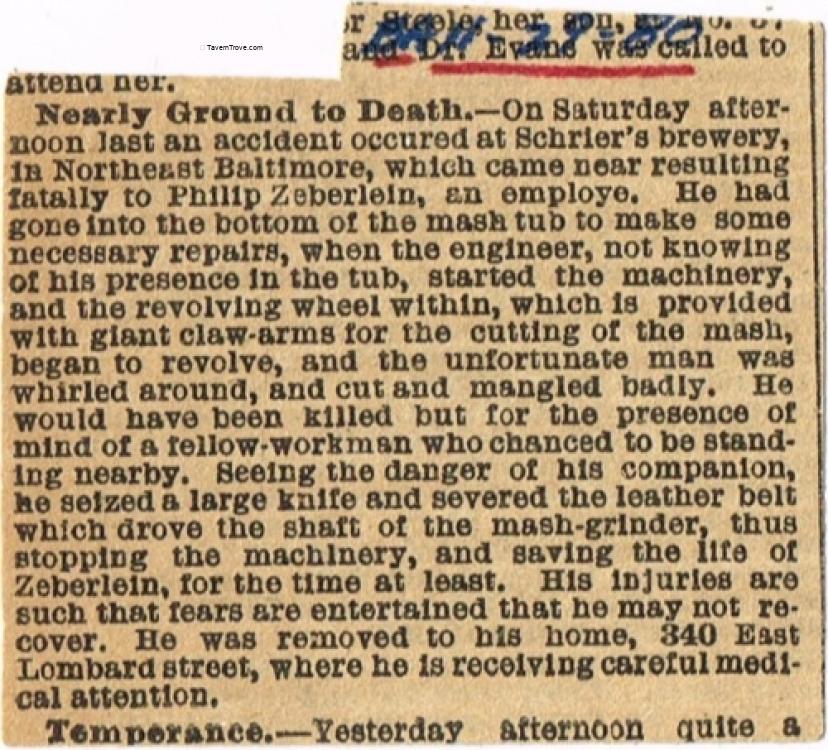 TavernTrove.com
Steele, her son,
and Dr. Evans was called to
attend her.
Nearly Ground to Death.—On Saturday after-
noon last an accident occured at Schrier's brewery,
in Northeast Baltimore, which came near resulting
fatally to Philip Zeberlein, an employe. He had
gone into the bottom of the mash tub to make some
necessary repairs, when the engineer, not knowing
of his presence in the tub, started the machinery,
and the revolving wheel within, which is provided
with giant claw-arms for the cutting of the mash,
began to revolve, and the unfortunate man was
whirled around, and cut and mangled badly. He
would have been killed but for the presence of
mind of a fellow-workman who chanced to be stand-
ing nearby. Seeing the danger of his companion,
he seized a large knife and severed the leather belt
which drove the shaft of the mash-grinder, thus
stopping the machinery, and saving the life of
Zeberlein, for the time at least. His injuries are
such that fears are entertained that he may not re-
cover. He was removed to his home, 340 East
Lombard street, where he is receiving careful medi-
cal attention.
Temperance.—Yesterday afternoon quite a